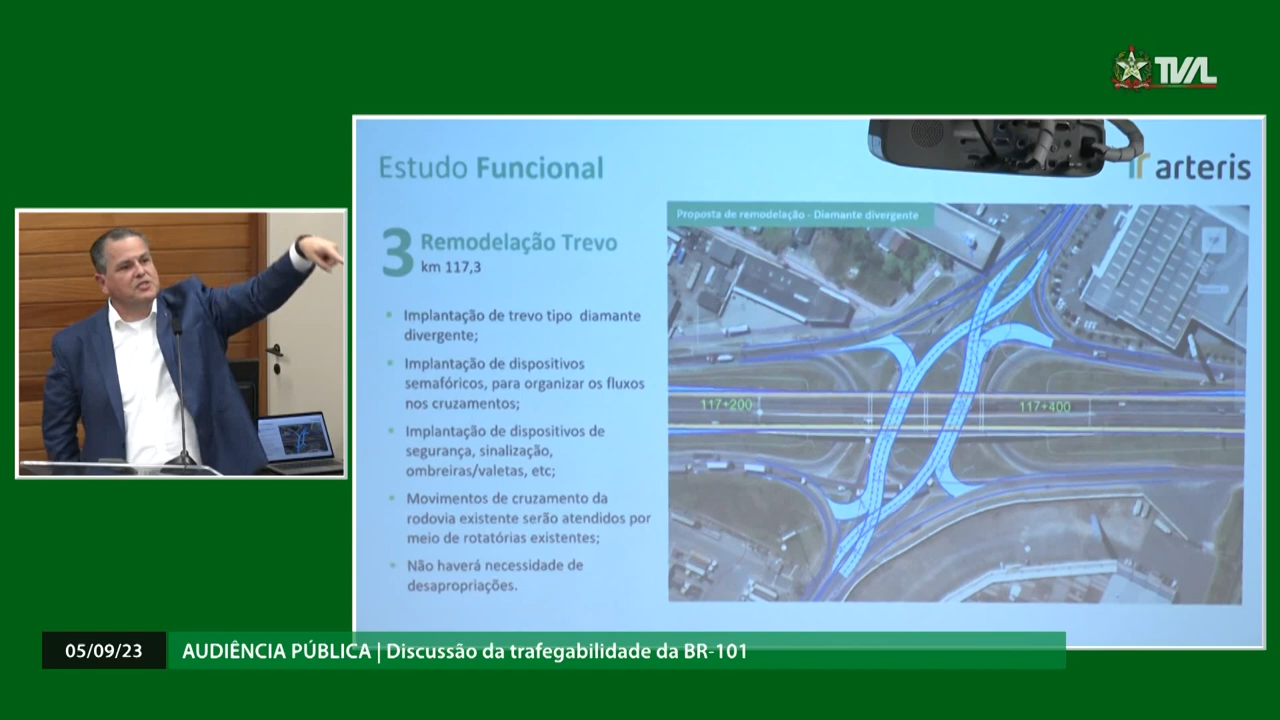 TVAL
Estudo Funcional
arteris
3 Remodelação Trevo
km 117,3
Implantação de trevo tipo diamante
divergente;
Implantação de dispositivos
semafóricos, para organizar os fluxos
nos cruzamentos;
Implantação de dispositivos de
segurança, sinalização,
ombreiras/valetas, etc;
Movimentos de cruzamento da
rodovia existente serão atendidos por
meio de rotatórias existentes;
Não haverá necessidade de
desapropriações.
Proposta de remodelação - Diamante divergente
117+200
117+400
05/09/23
AUDIÊNCIA PÚBLICA | Discussão da trafegabilidade da BR-101